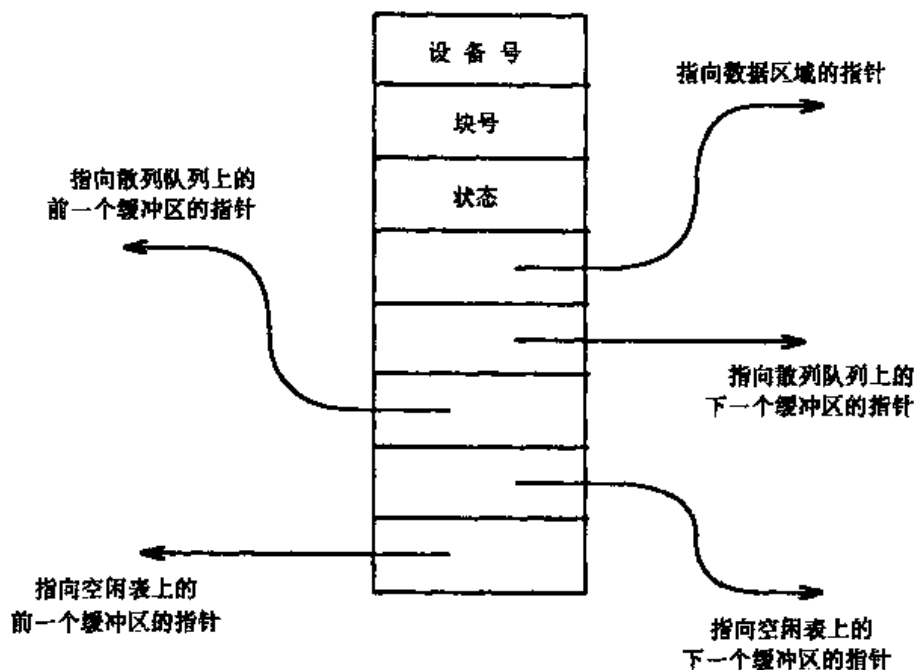 设备号
指向数据区域的指针
块号
指向散列队列上的
前一个缓冲区的指针
状态
指向散列队列上的
下一个缓冲区的指针
指向空闲表上的
前一个缓冲区的指针
指向空闲表上的
下一个缓冲区的指针